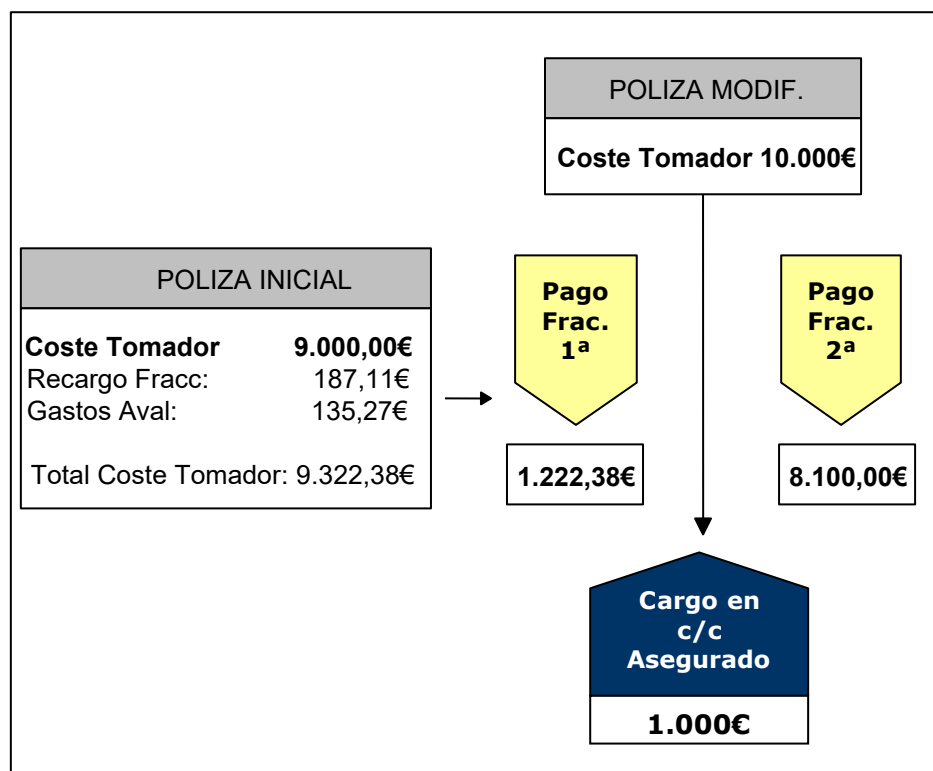 POLIZA MODIF.
Coste Tomador 10.000€
POLIZA INICIAL
Coste Tomador 9.000,00€
Recargo Fracc: 187,11€
Gastos Aval: 135,27€
Total Coste Tomador: 9.322,38€
Pago
Frac.
1ª
1.222,38€
Pago
Frac.
2ª
8.100,00€
Cargo en
c/c
Asegurado
1.000€